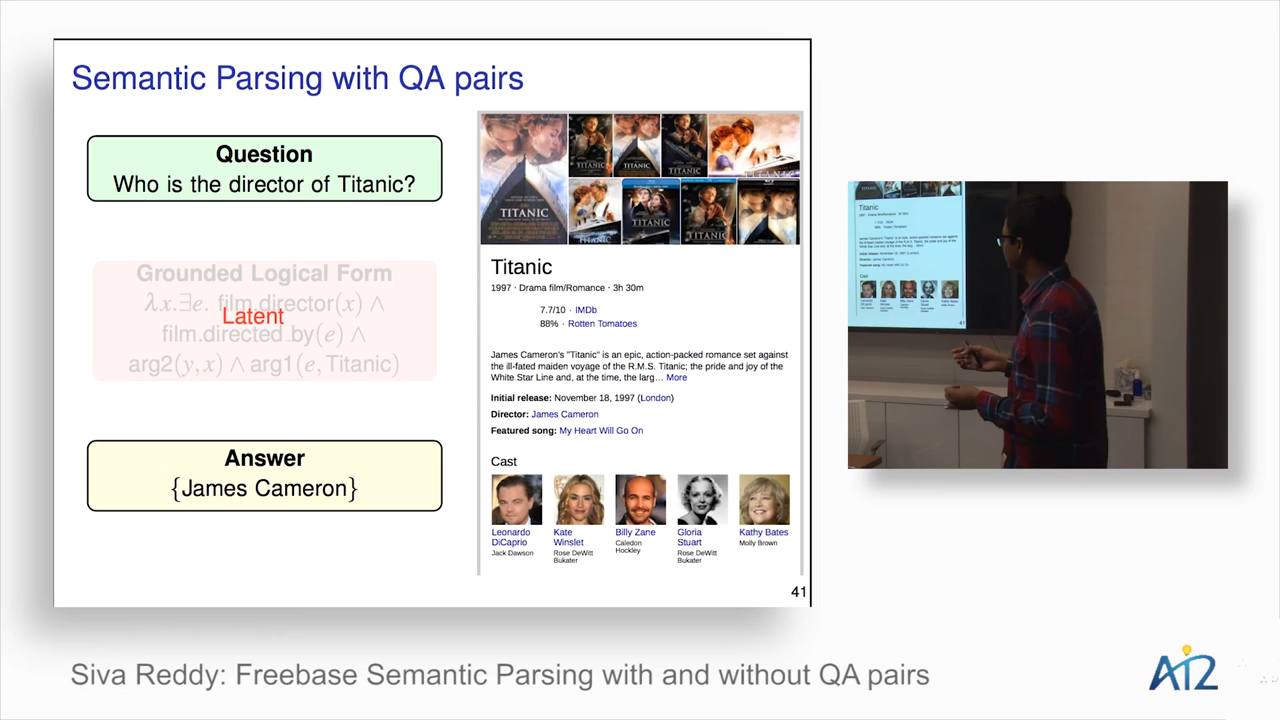 Semantic Parsing with QA pairs
Question
Who is the director of Titanic?
Grounded Logical Form
λx.∃e. film.director(x) ∧
Latent
film.directed_by(e) ∧
arg2(y, x) ∧ arg1(e, Titanic)
Answer
{James Cameron}
TITANIC
Titanic
1997 · Drama film/Romance · 3h 30m
7.7/10 · IMDb
88% · Rotten Tomatoes
James Cameron's "Titanic" is an epic, action-packed romance set against
the ill-fated maiden voyage of the R.M.S. Titanic; the pride and joy of the
White Star Line and, at the time, the larg… More
Initial release: November 18, 1997 (London)
Director: James Cameron
Featured song: My Heart Will Go On
Cast
Leonardo DiCaprio
Jack Dawson
Kate Winslet
Rose DeWitt Bukater
Billy Zane
Caledon Hockley
Gloria Stuart
Rose DeWitt Bukater
Kathy Bates
Molly Brown
41
Titanic
Cast
Siva Reddy: Freebase Semantic Parsing with and without QA pairs
AI2